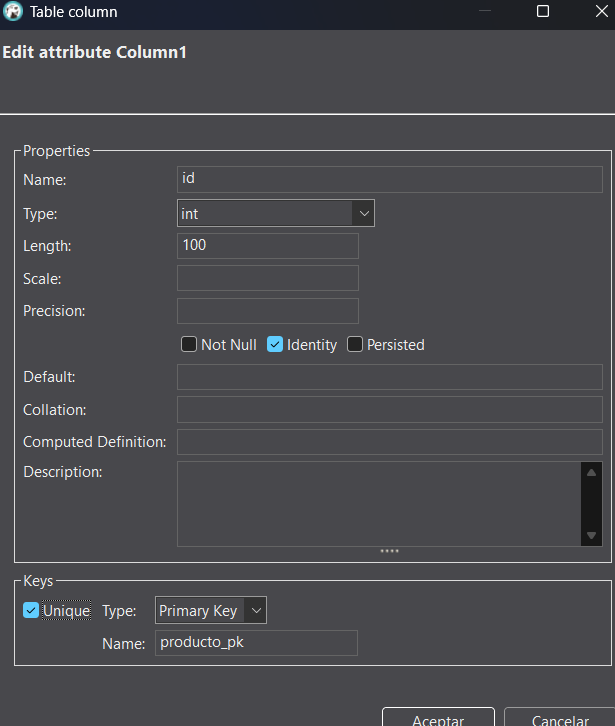 Table column
Edit attribute Column1
Properties
Name: id
Type: int
Length: 100
Scale:
Precision:
Not Null Identity Persisted
Default:
Collation:
Computed Definition:
Description:
Keys
Unique Type: Primary Key
Name: producto_pk
Aceptar Cancelar